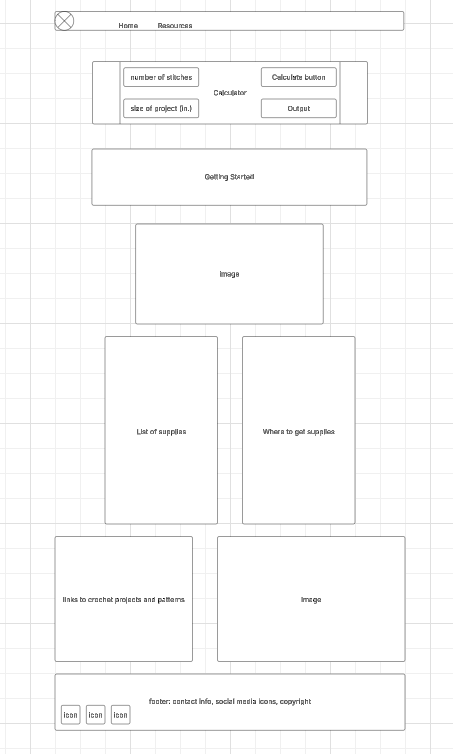 Home Resources
number of stitches
Calculate button
Calculator
size of project (in.)
Output
Getting Started
Image
List of supplies
Where to get supplies
links to crochet projects and patterns
Image
footer: contact info, social media icons, copyright
icon icon icon